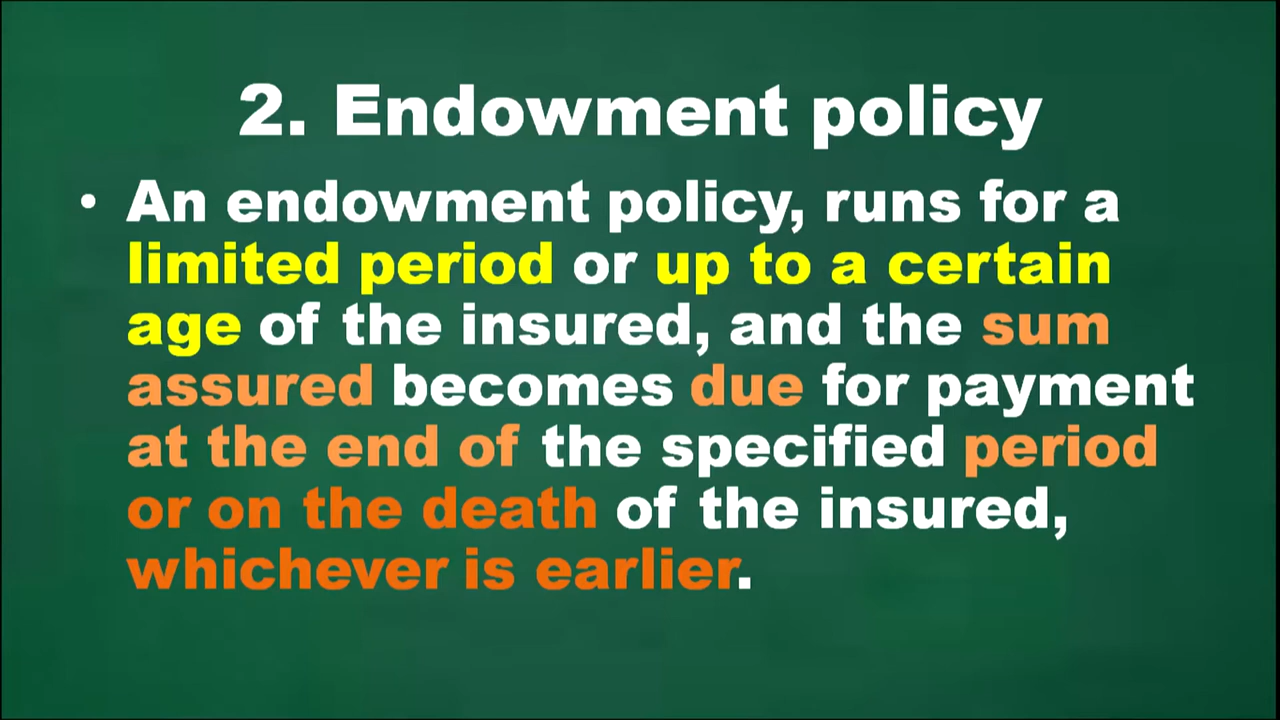 2. Endowment policy
• An endowment policy, runs for a
limited period or up to a certain
age of the insured, and the sum
assured becomes due for payment
at the end of the specified period
or on the death of the insured,
whichever is earlier.